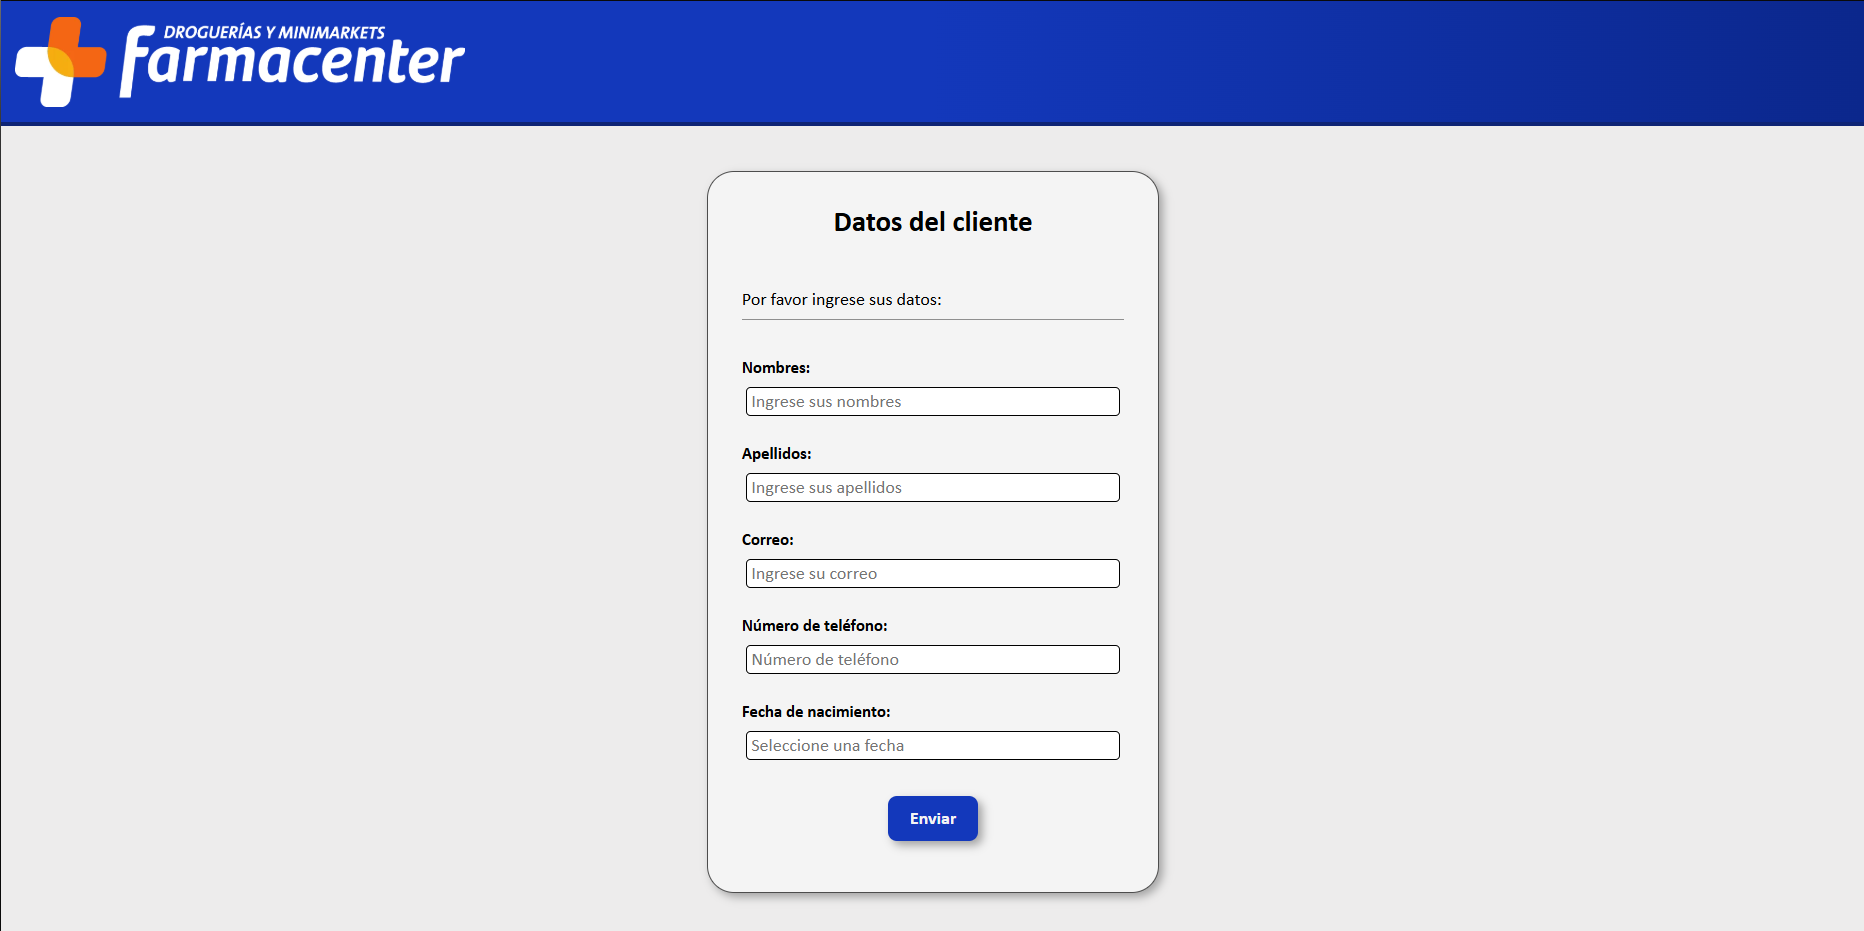 DROGUERÍAS Y MINIMARKETS
farmacenter
Datos del cliente
Por favor ingrese sus datos:
Nombres:
Ingrese sus nombres
Apellidos:
Ingrese sus apellidos
Correo:
Ingrese su correo
Número de teléfono:
Número de teléfono
Fecha de nacimiento:
Seleccione una fecha
Enviar